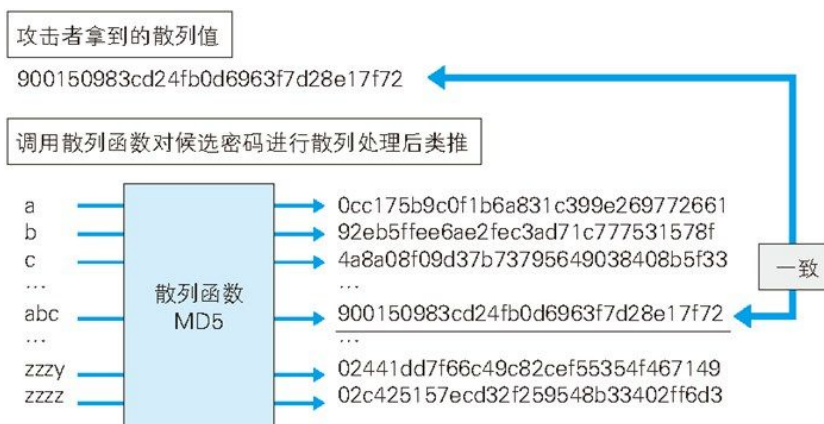 攻击者拿到的散列值
900150983cd24fb0d6963f7d28e17f72
调用散列函数对候选密码进行散列处理后类推
a 0cc175b9c0f1b6a831c399e269772661
b 92eb5ffee6ae2fec3ad71c777531578f
c 4a8a08f09d37b73795649038408b5f33
… …
abc 900150983cd24fb0d6963f7d28e17f72
… …
zzzy 02441dd7f66c49c82cef55354f467149
zzzz 02c425157ecd32f259548b33402ff6d3
散列函数
MD5
一致